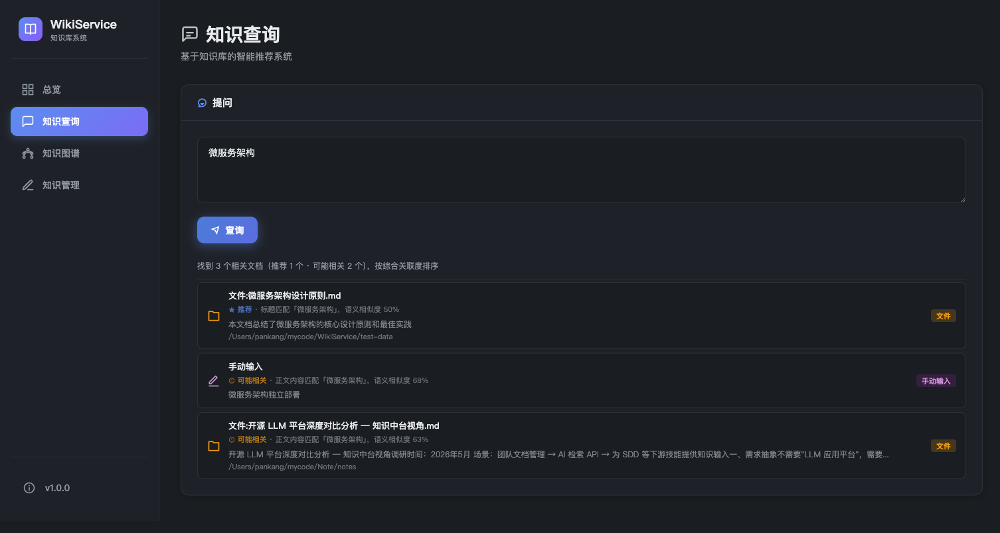 WikiService
知识库系统
总览
知识查询
知识图谱
知识管理
v1.0.0
知识查询
基于知识库的智能推荐系统
提问
微服务架构
查询
找到 3 个相关文档（推荐 1 个 · 可能相关 2 个），按综合关联度排序
文件:微服务架构设计原则.md
推荐 · 标题匹配「微服务架构」，语义相似度 50%
本文档总结了微服务架构的核心设计原则和最佳实践
/Users/pankang/mycode/WikiService/test-data
文件
手动输入
可能相关 · 正文内容匹配「微服务架构」，语义相似度 68%
微服务架构独立部署
手动输入
文件:开源 LLM 平台深度对比分析 — 知识中台视角.md
可能相关 · 正文内容匹配「微服务架构」，语义相似度 63%
开源 LLM 平台深度对比分析 — 知识中台视角调研时间：2026年5月 场景：团队文档管理 → AI 检索 API → 为 SDD 等下游技能提供知识输入一、需求抽象不需要"LLM 应用平台"，需要...
/Users/pankang/mycode/Note/notes
文件